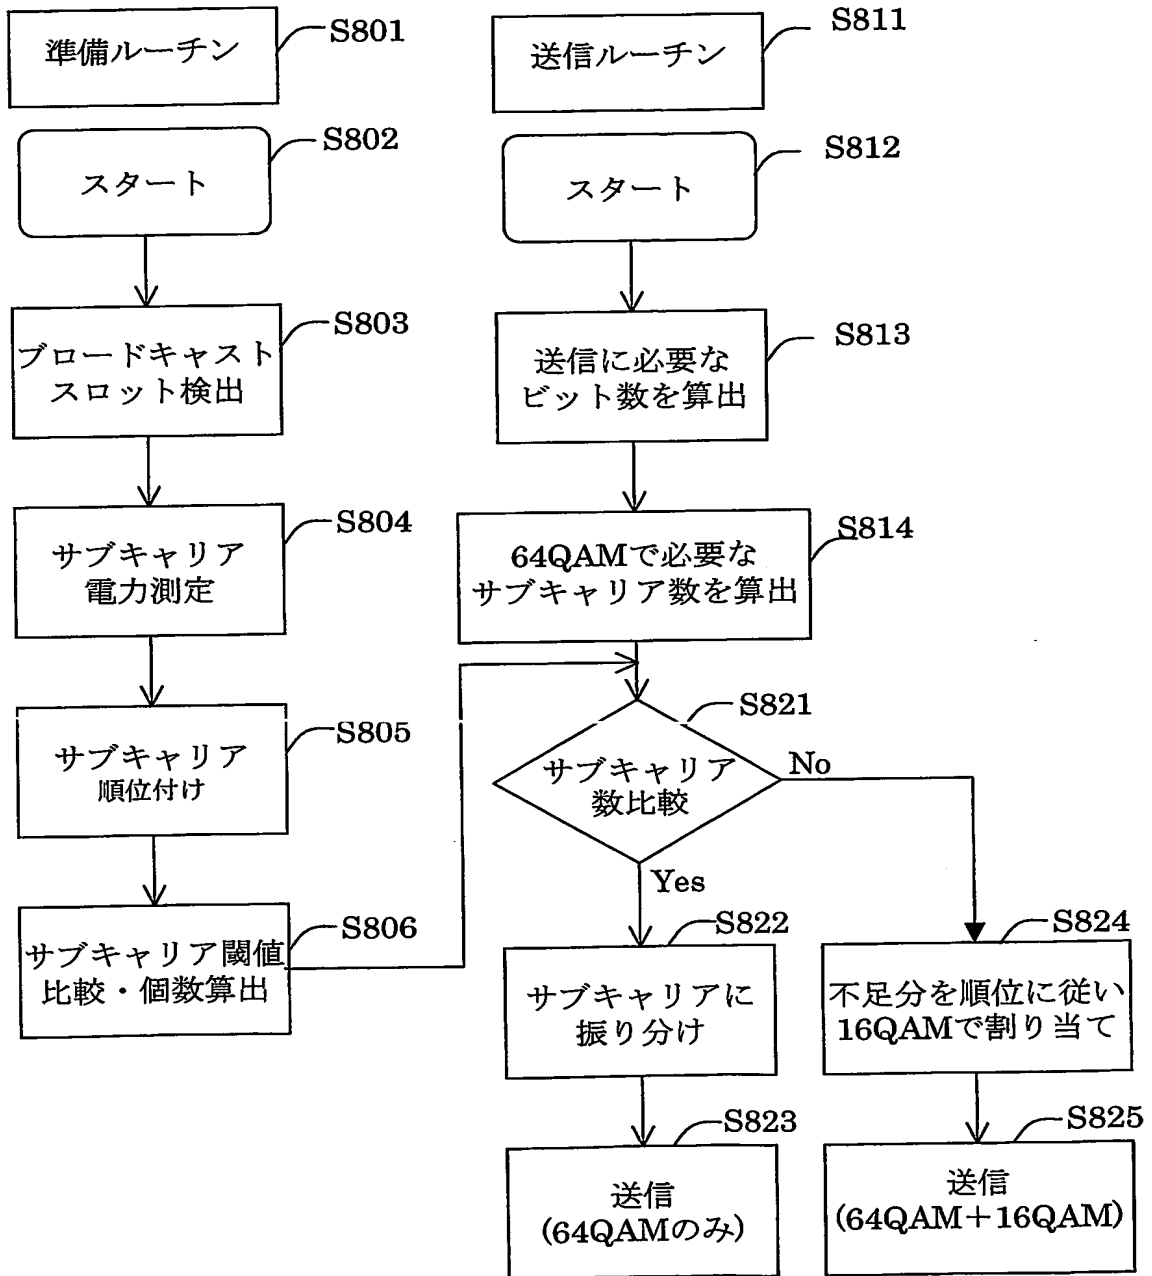 準備ルーチン
S801
スタート
S802
ブロードキャスト
スロット検出
S803
サブキャリア
電力測定
S804
サブキャリア
順位付け
S805
サブキャリア閾値
比較・個数算出
S806
送信ルーチン
S811
スタート
S812
送信に必要な
ビット数を算出
S813
64QAMで必要な
サブキャリア数を算出
S814
サブキャリア
数比較
S821
No
Yes
サブキャリアに
振り分け
S822
送信
(64QAMのみ)
S823
不足分を順位に従い
16QAMで割り当て
S824
送信
(64QAM+16QAM)
S825